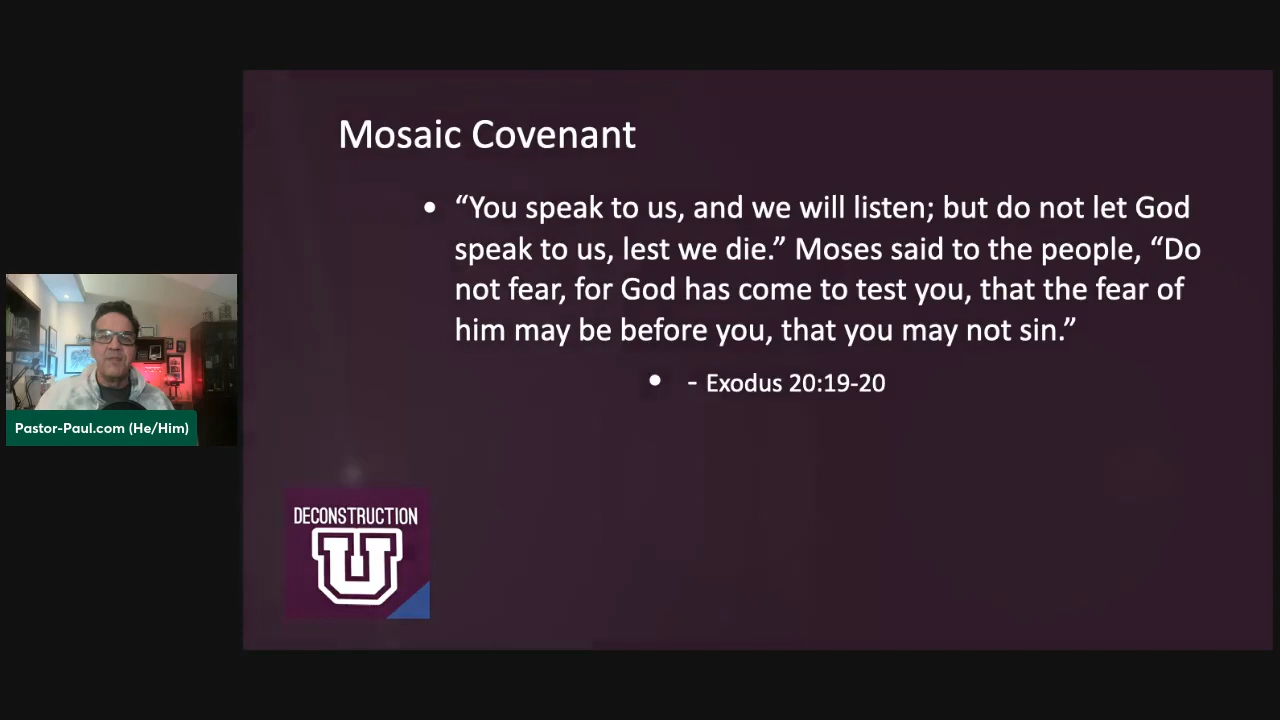 Mosaic Covenant
• “You speak to us, and we will listen; but do not let God
speak to us, lest we die.” Moses said to the people, “Do
not fear, for God has come to test you, that the fear of
him may be before you, that you may not sin.”
• - Exodus 20:19-20
Pastor-Paul.com (He/Him)
DECONSTRUCTION
U